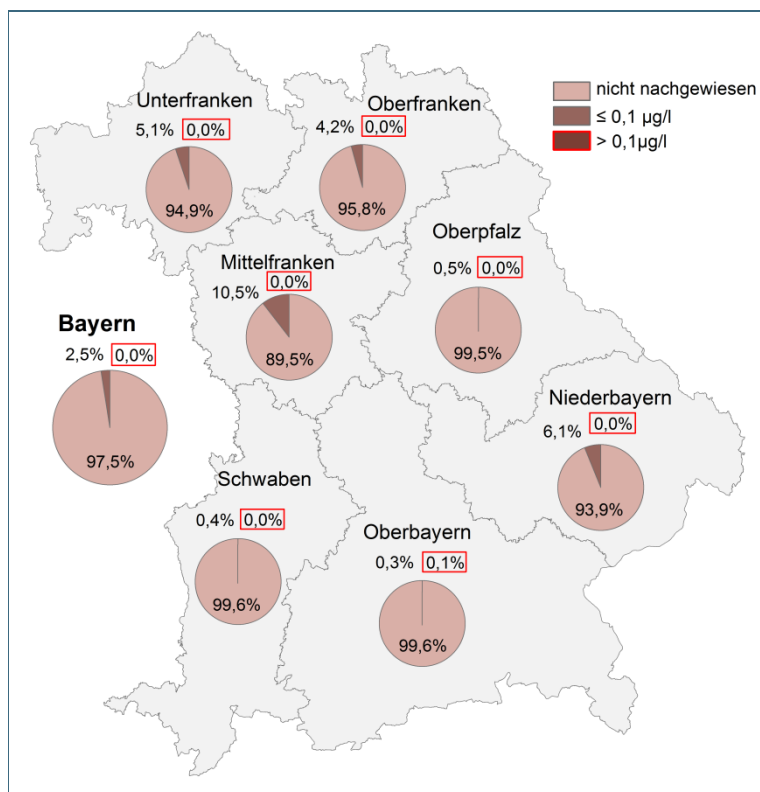 nicht nachgewiesen
≤ 0,1 µg/l
> 0,1µg/l
Unterfranken
5,1% 0,0%
94,9%
Oberfranken
4,2% 0,0%
95,8%
Oberpfalz
0,5% 0,0%
99,5%
Mittelfranken
0,0%
10,5%
89,5%
Bayern
2,5% 0,0%
97,5%
Niederbayern
6,1% 0,0%
93,9%
Schwaben
0,4% 0,0%
99,6%
Oberbayern
0,3% 0,1%
99,6%